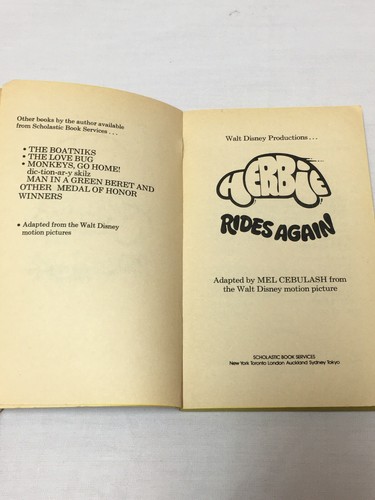 Other books by the author available
from Scholastic Book Services . . .
• THE BOATNIKS
• THE LOVE BUG
• MONKEYS, GO HOME!
dic-tion-ar-y skilz
MAN IN A GREEN BERET AND
OTHER MEDAL OF HONOR
WINNERS
• Adapted from the Walt Disney
motion pictures
Walt Disney Productions . . .
HERBIE
RIDES AGAIN
Adapted by MEL CEBULASH from
the Walt Disney motion picture
SCHOLASTIC BOOK SERVICES
New York Toronto London Auckland Sydney Tokyo